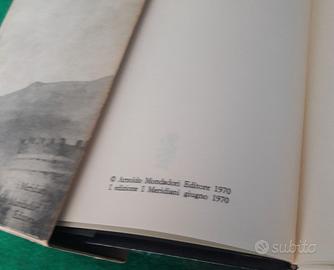 © Arnoldo Mondadori Editore 1970
I edizione I Meridiani giugno 1970
subito